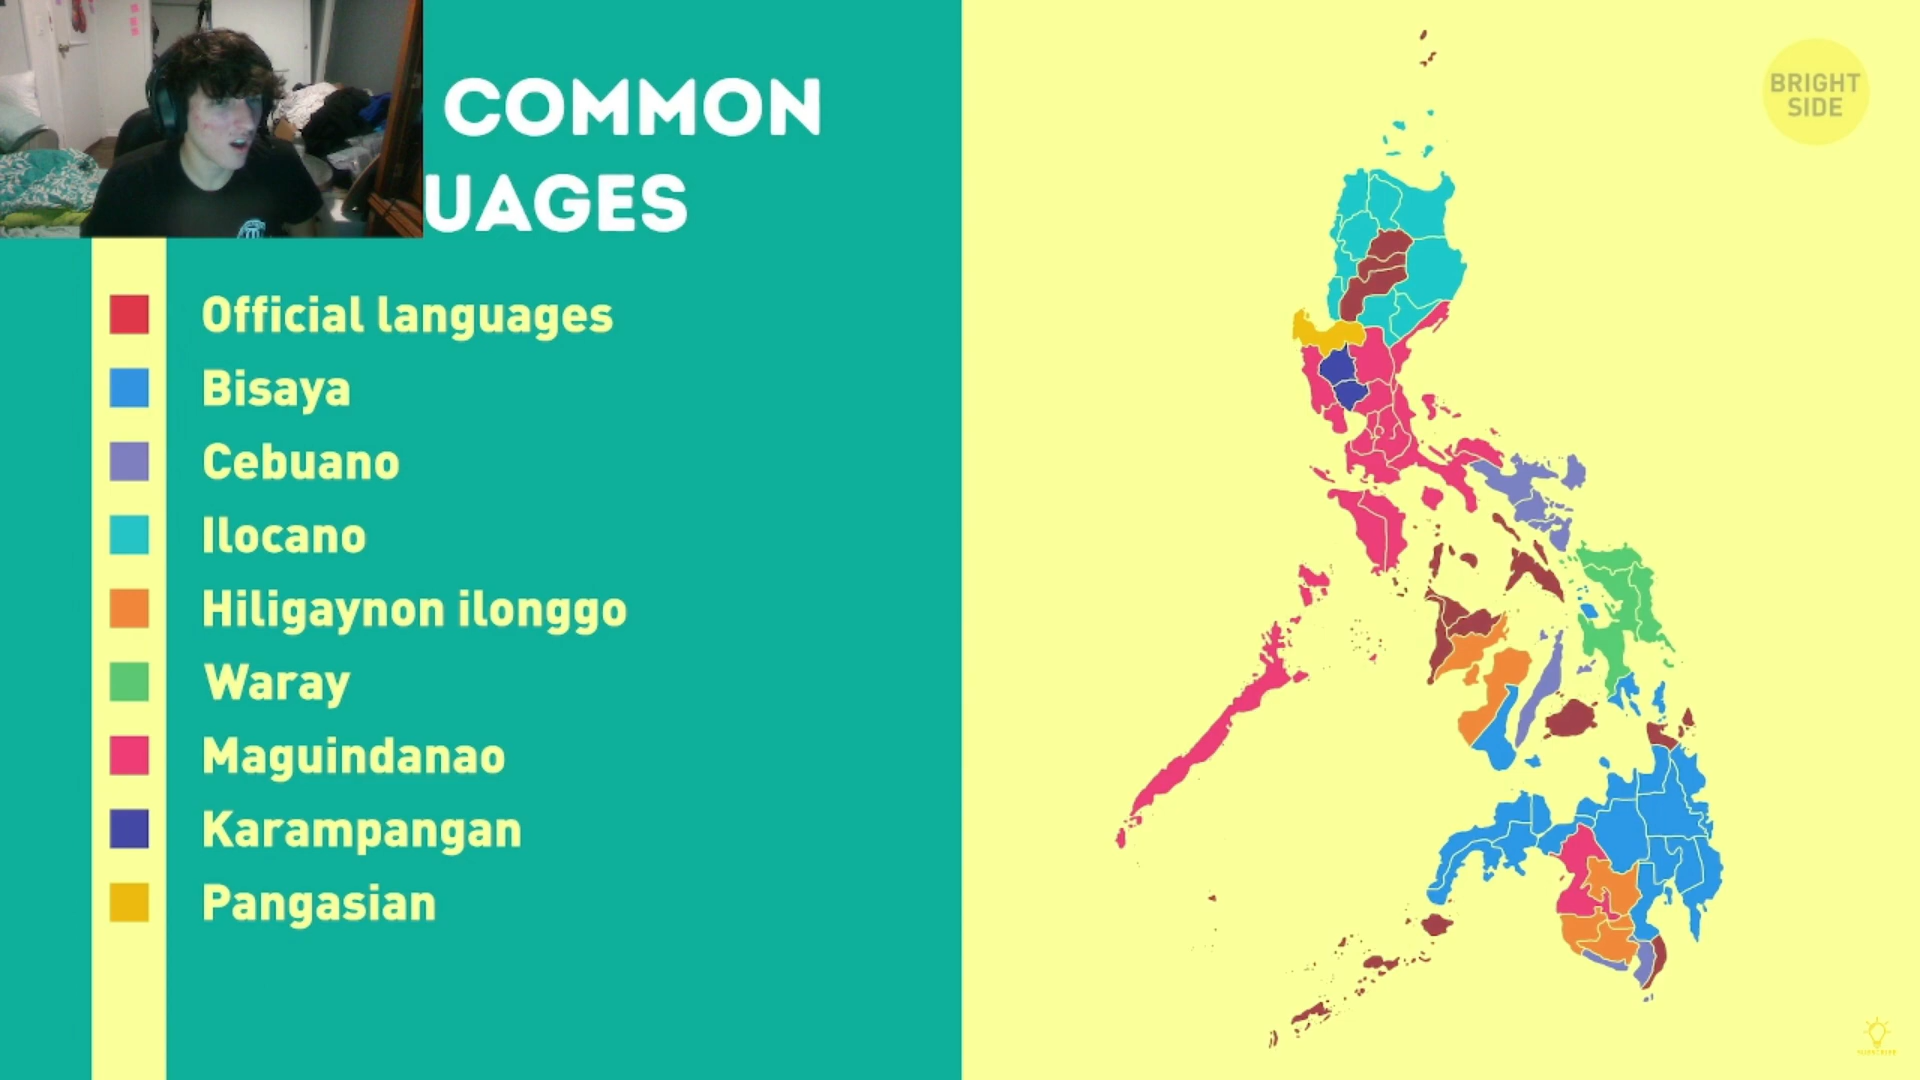 COMMON
UAGES
BRIGHT
SIDE
Official languages
Bisaya
Cebuano
Ilocano
Hiligaynon ilonggo
Waray
Maguindanao
Karampangan
Pangasian